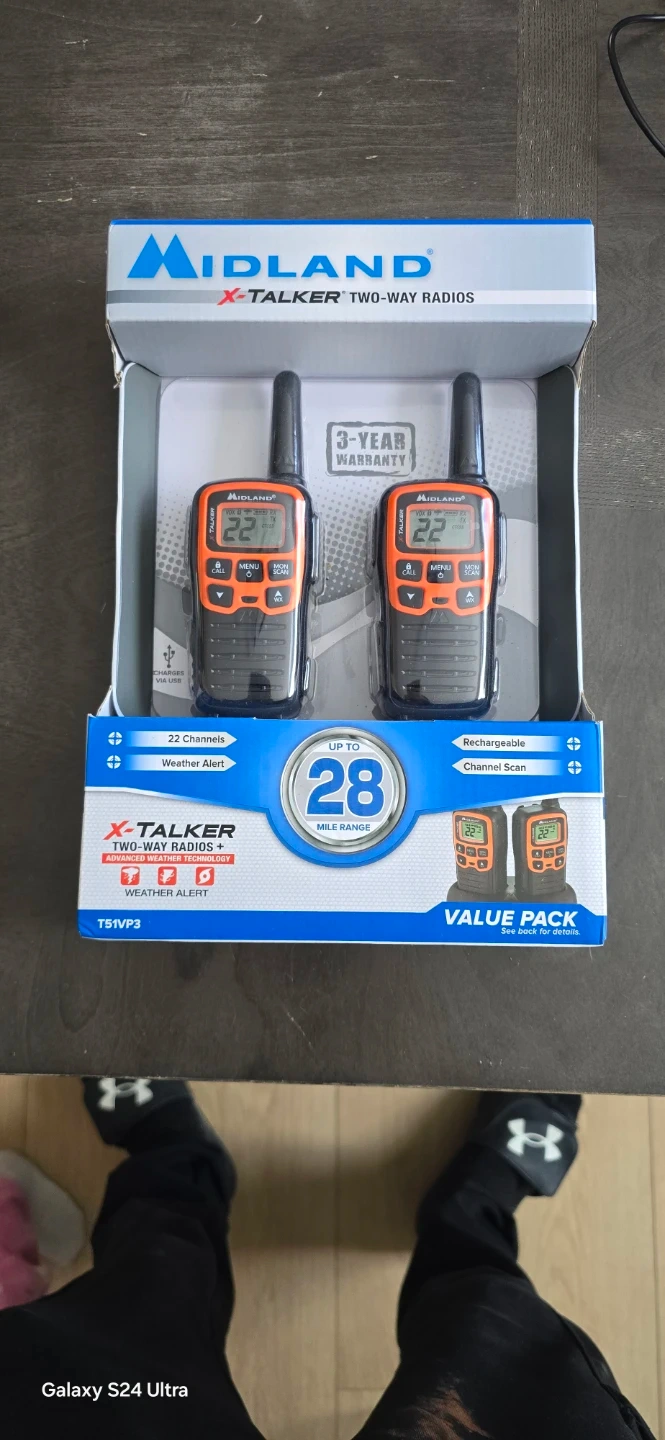 MIDLAND®
X-TALKER® TWO-WAY RADIOS
3-YEAR
WARRANTY
MIDLAND®
X-TALKER
22
CALL
MENU
MON
SCAN
WX
MIDLAND®
X-TALKER
22
CALL
MENU
MON
SCAN
WX
CHARGES
VIA USB
22 Channels
Weather Alert
UP TO
28
MILE RANGE
Rechargeable
Channel Scan
X-TALKER
TWO-WAY RADIOS +
ADVANCED WEATHER TECHNOLOGY
WEATHER ALERT
T51VP3
VALUE PACK
See back for details.
Galaxy S24 Ultra